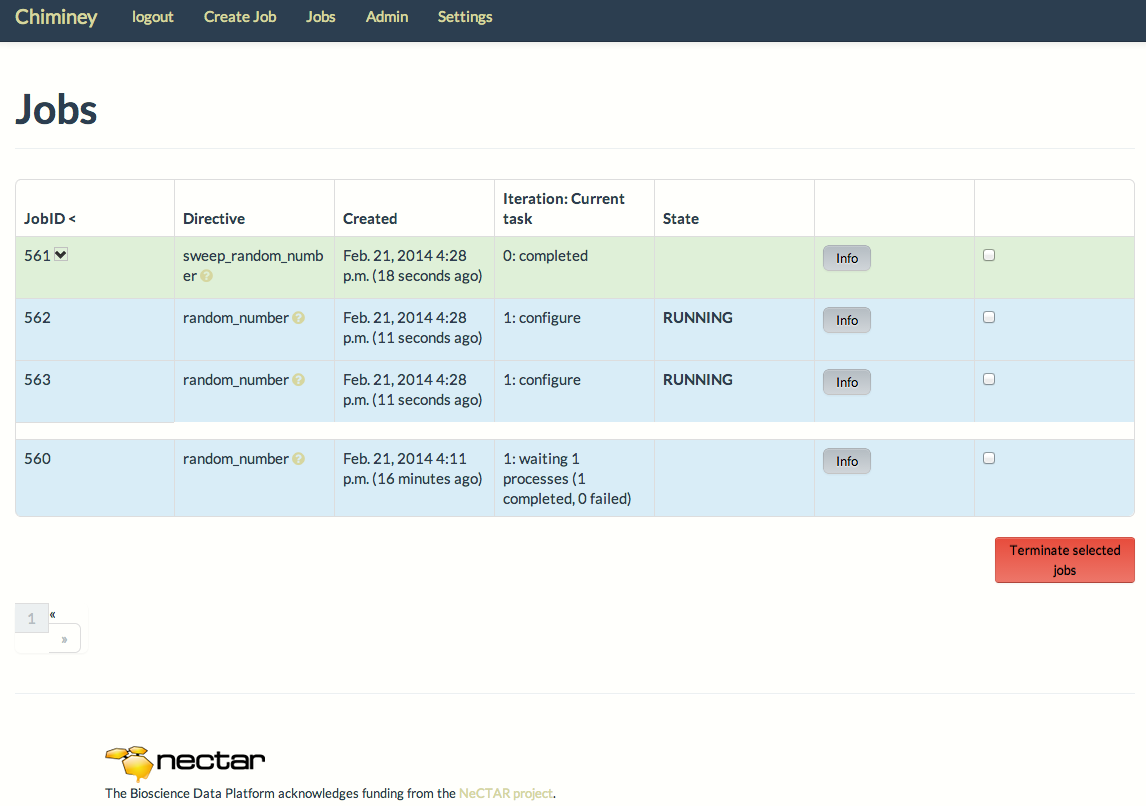 Chiminey logout Create Job Jobs Admin Settings
Jobs
Iteration: Current
JobID < Directive Created task State
561 sweep_random_numb Feb. 21, 2014 4:28 0: completed Info
er ? p.m. (18 seconds ago)
562 random_number ? Feb. 21, 2014 4:28 1: configure RUNNING Info
p.m. (11 seconds ago)
563 random_number ? Feb. 21, 2014 4:28 1: configure RUNNING Info
p.m. (11 seconds ago)
560 random_number ? Feb. 21, 2014 4:11 1: waiting 1 Info
p.m. (16 minutes ago) processes (1
completed, 0 failed)
Terminate selected
jobs
1 «
»
nectar
The Bioscience Data Platform acknowledges funding from the NeCTAR project.